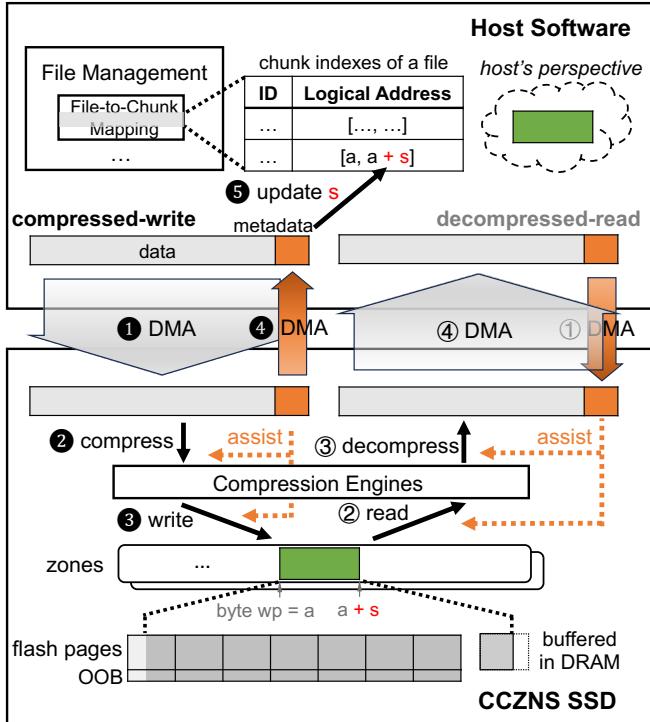 Host Software
File Management
File-to-Chunk
Mapping
...
chunk indexes of a file
ID Logical Address
... [..., ...]
... [a, a + s]
host's perspective
❺ update s
compressed-write
metadata
decompressed-read
data
❶ DMA
❹ DMA
④ DMA
① DMA
❷ compress
assist
③ decompress
assist
Compression Engines
❸ write
② read
zones
...
byte wp = a
a + s
flash pages
OOB
buffered
in DRAM
CCZNS SSD